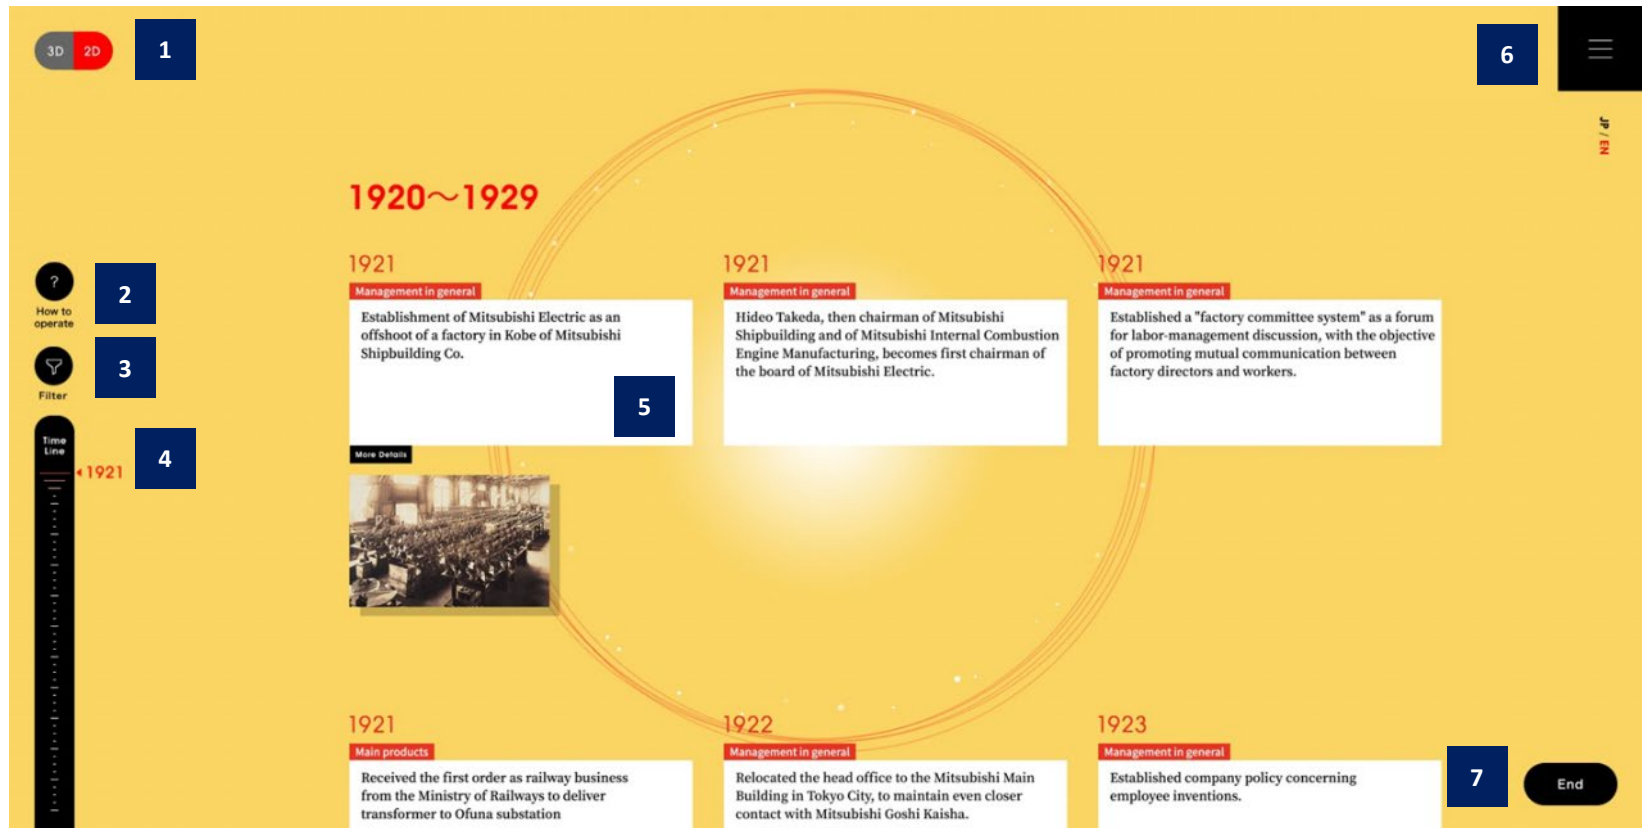 3D 2D
1
6
JP / EN
1920〜1929
1921
Management in general
Establishment of Mitsubishi Electric as an
offshoot of a factory in Kobe of Mitsubishi
Shipbuilding Co.
5
More Details
1921
Management in general
Hideo Takeda, then chairman of Mitsubishi
Shipbuilding and of Mitsubishi Internal Combustion
Engine Manufacturing, becomes first chairman of
the board of Mitsubishi Electric.
1921
Management in general
Established a "factory committee system" as a forum
for labor-management discussion, with the objective
of promoting mutual communication between
factory directors and workers.
?
How to
operate
2
Filter
3
Time
Line
1921
4
1921
Main products
Received the first order as railway business
from the Ministry of Railways to deliver
transformer to Ofuna substation
1922
Management in general
Relocated the head office to the Mitsubishi Main
Building in Tokyo City, to maintain even closer
contact with Mitsubishi Goshi Kaisha.
1923
Management in general
Established company policy concerning
employee inventions.
7
End